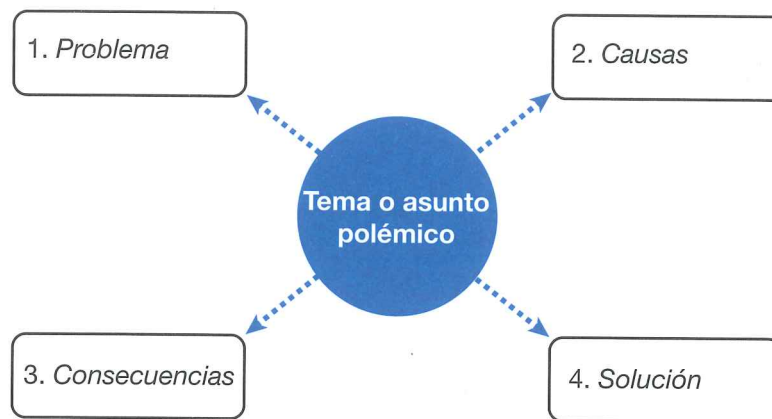 1. Problema
2. Causas
Tema o asunto
polémico
3. Consecuencias
4. Solución